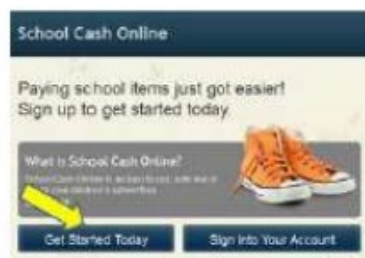 School Cash Online
Paying school items just got easier!
Sign up to get started today
What is School Cash Online?
Get Started Today
Sign Into Your Account